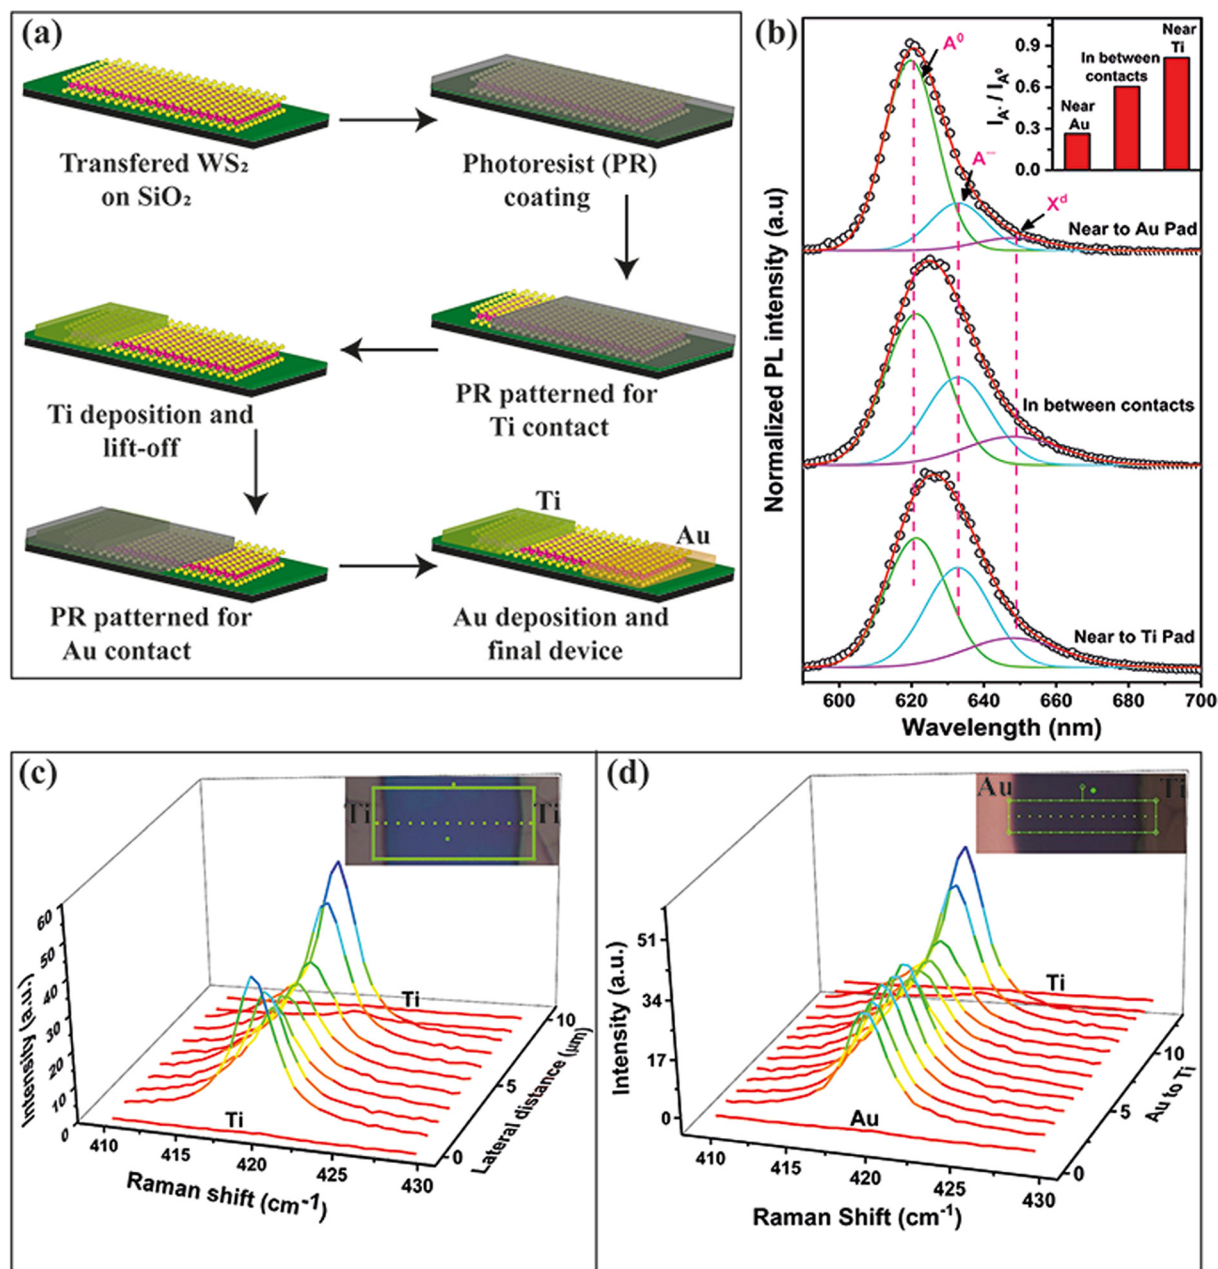 (a)
Transfered WS₂
on SiO₂
Photoresist (PR)
coating
Ti deposition and
lift-off
PR patterned for
Ti contact
PR patterned for
Au contact
Ti
Au
Au deposition and
final device
(b)
Normalized PL intensity (a.u)
A⁰
A⁻
Xᵈ
I_A⁻ / I_A⁰
0.9
0.6
0.3
0.0
Near
Au
In between
contacts
Near
Ti
Near to Au Pad
In between contacts
Near to Ti Pad
600
620
640
660
680
700
Wavelength (nm)
(c)
Ti
Ti
Intensity (a.u.)
60
50
40
30
20
10
0
Ti
Ti
410
415
420
425
430
Raman shift (cm⁻¹)
0
5
10
Lateral distance (μm)
(d)
Au
Ti
Intensity (a.u.)
51
34
17
0
Ti
Au
410
415
420
425
430
Raman Shift (cm⁻¹)
0
5
10
Au to Ti